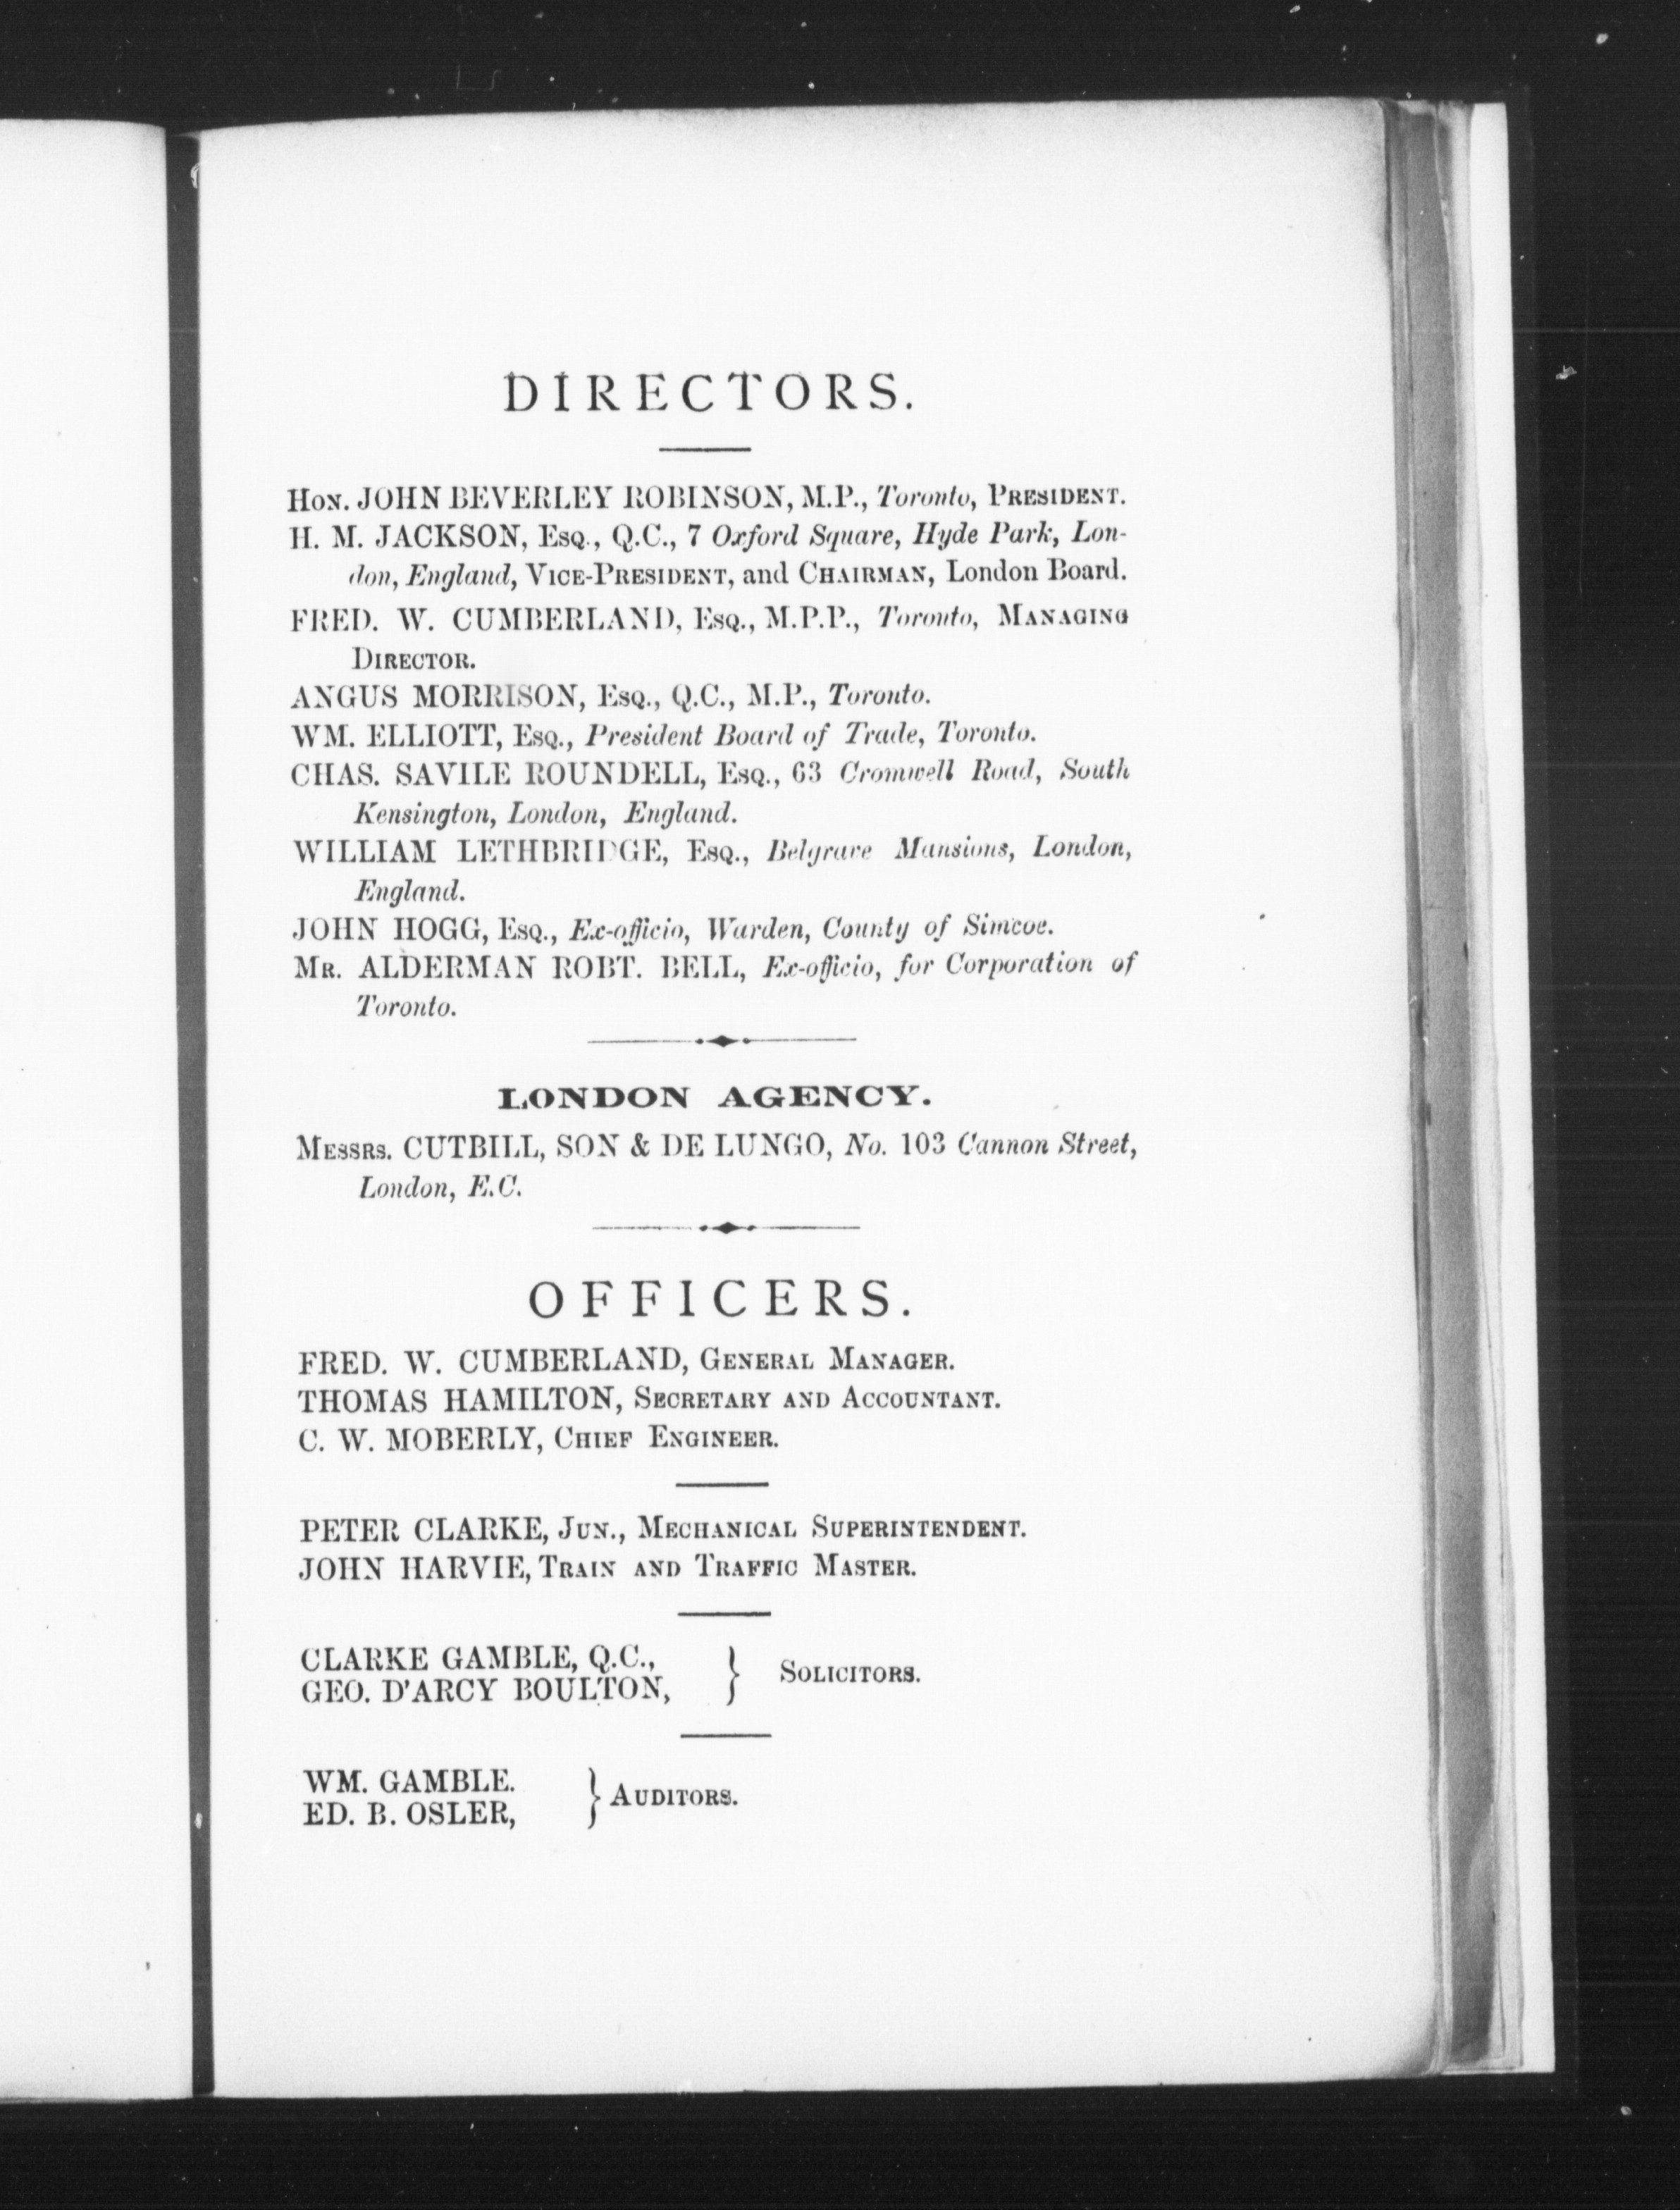 DIRECTORS.
Hon. JOHN BEVERLEY ROBINSON, M.P., Toronto, President.
H. M. JACKSON, Esq., Q.C., 7 Oxford Square, Hyde Park, Lon-
don, England, Vice-President, and Chairman, London Board.
FRED. W. CUMBERLAND, Esq., M.P.P., Toronto, Managing
Director.
ANGUS MORRISON, Esq., Q.C., M.P., Toronto.
WM. ELLIOTT, Esq., President Board of Trade, Toronto.
CHAS. SAVILE ROUNDELL, Esq., 63 Cromwell Road, South
Kensington, London, England.
WILLIAM LETHBRIDGE, Esq., Belgrave Mansions, London,
England.
JOHN HOGG, Esq., Ex-officio, Warden, County of Simcoe.
Mr. ALDERMAN ROBT. BELL, Ex-officio, for Corporation of
Toronto.
LONDON AGENCY.
Messrs. CUTBILL, SON & DE LUNGO, No. 103 Cannon Street,
London, E.C.
OFFICERS.
FRED. W. CUMBERLAND, General Manager.
THOMAS HAMILTON, Secretary and Accountant.
C. W. MOBERLY, Chief Engineer.
PETER CLARKE, Jun., Mechanical Superintendent.
JOHN HARVIE, Train and Traffic Master.
CLARKE GAMBLE, Q.C.,
GEO. D'ARCY BOULTON, } Solicitors.
WM. GAMBLE.
ED. B. OSLER, } Auditors.